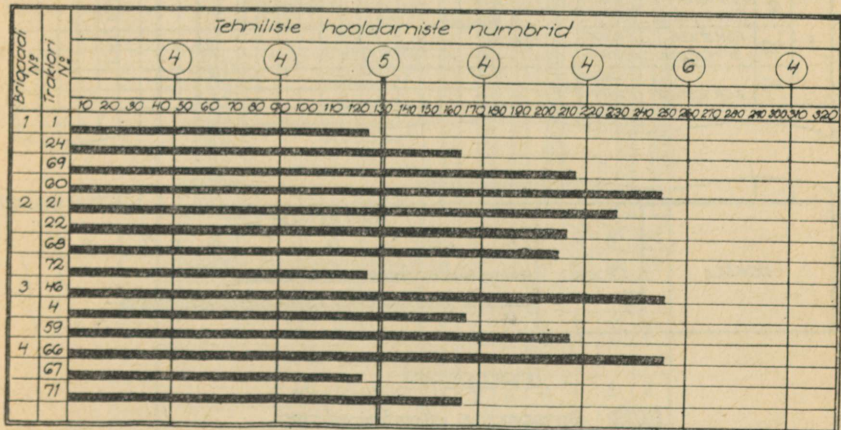 Tehniliste hooldamiste numbrid
Brigaadi Nº
Traktori Nº
4 4 5 4 4 6 4
10 20 30 40 50 60 70 80 90 100 110 120 130 140 150 160 170 180 190 200 210 220 230 240 250 260 270 280 290 300 310 320
1 1
24
69
20
2 21
22
68
72
3 46
4
59
4 66
67
71